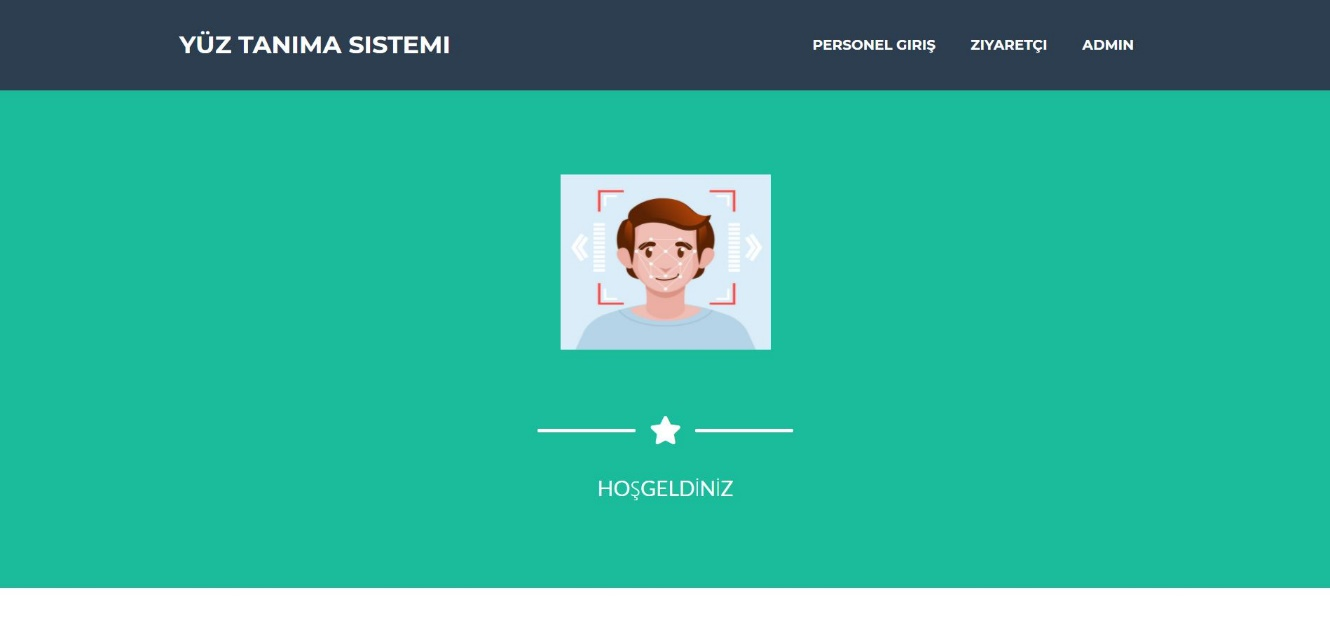 YÜZ TANIMA SISTEMI
PERSONEL GIRIŞ
ZIYARETÇI
ADMIN
HOŞGELDİNİZ